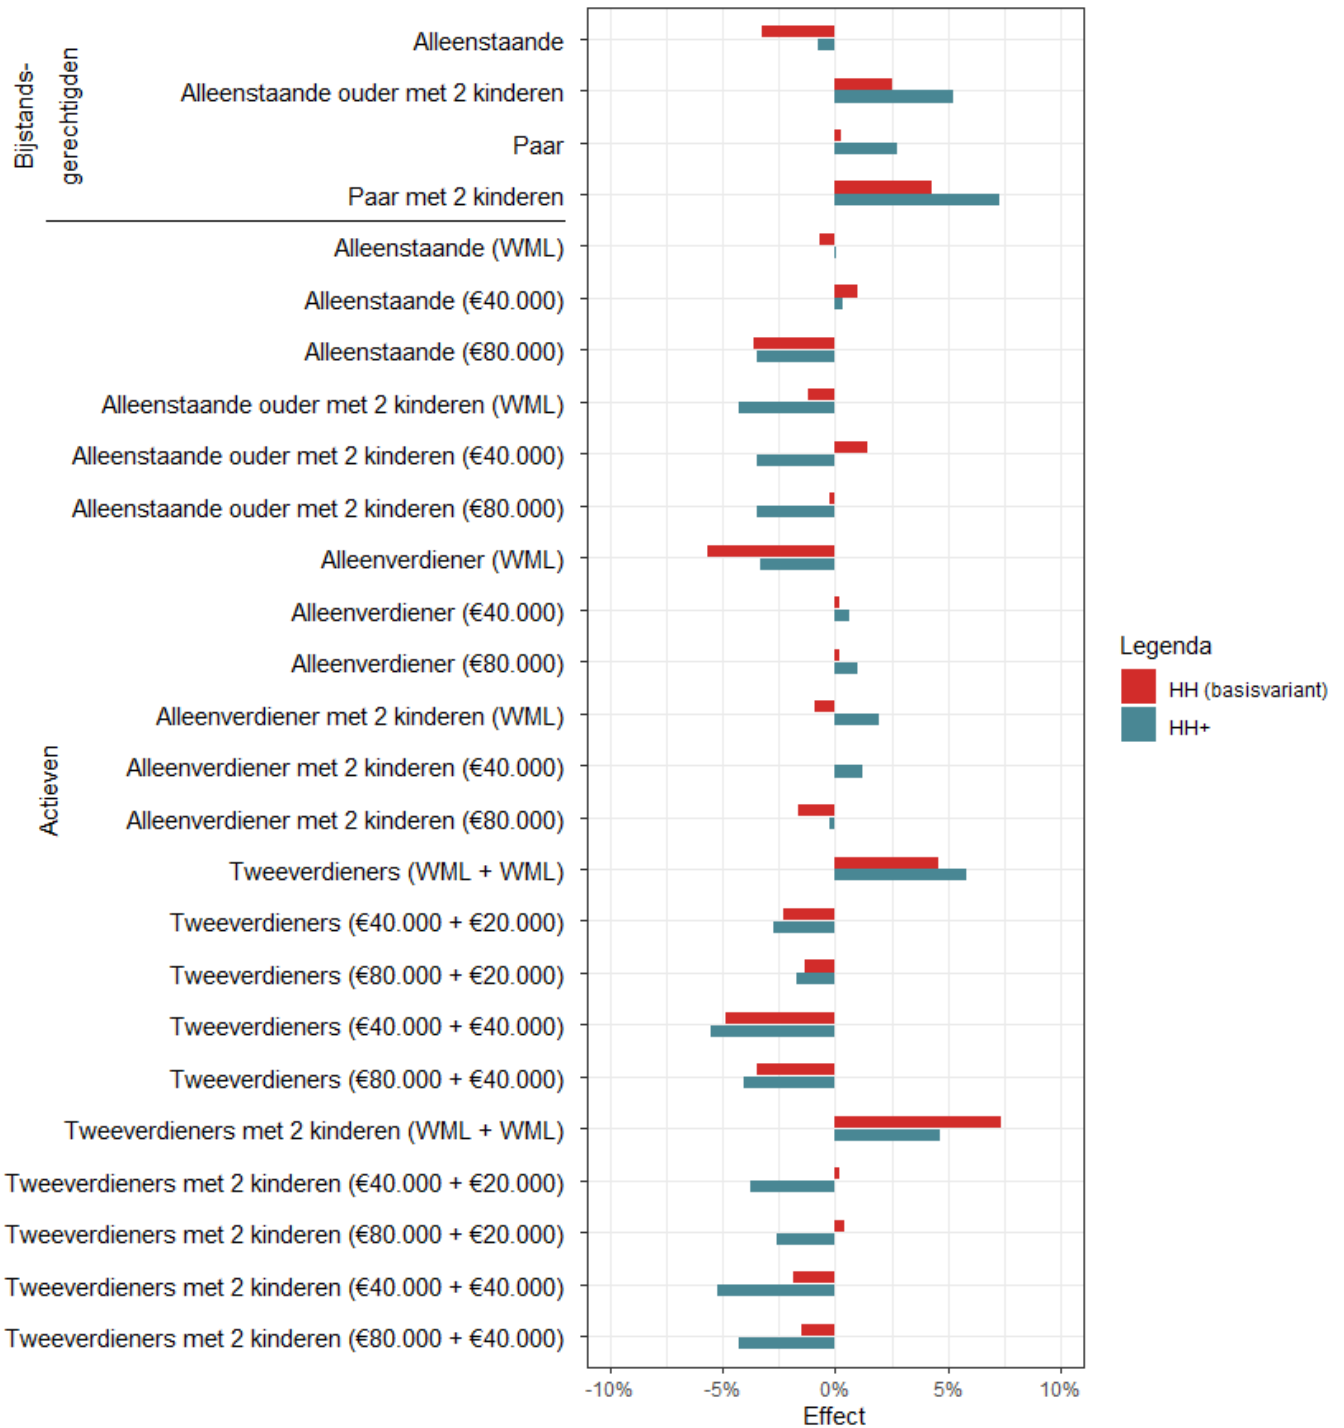 Bijstands-
gerechtigden
Alleenstaande
Alleenstaande ouder met 2 kinderen
Paar
Paar met 2 kinderen
Actieven
Alleenstaande (WML)
Alleenstaande (€40.000)
Alleenstaande (€80.000)
Alleenstaande ouder met 2 kinderen (WML)
Alleenstaande ouder met 2 kinderen (€40.000)
Alleenstaande ouder met 2 kinderen (€80.000)
Alleenverdiener (WML)
Alleenverdiener (€40.000)
Alleenverdiener (€80.000)
Alleenverdiener met 2 kinderen (WML)
Alleenverdiener met 2 kinderen (€40.000)
Alleenverdiener met 2 kinderen (€80.000)
Tweeverdieners (WML + WML)
Tweeverdieners (€40.000 + €20.000)
Tweeverdieners (€80.000 + €20.000)
Tweeverdieners (€40.000 + €40.000)
Tweeverdieners (€80.000 + €40.000)
Tweeverdieners met 2 kinderen (WML + WML)
Tweeverdieners met 2 kinderen (€40.000 + €20.000)
Tweeverdieners met 2 kinderen (€80.000 + €20.000)
Tweeverdieners met 2 kinderen (€40.000 + €40.000)
Tweeverdieners met 2 kinderen (€80.000 + €40.000)
-10% -5% 0% 5% 10%
Effect
Legenda
HH (basisvariant)
HH+